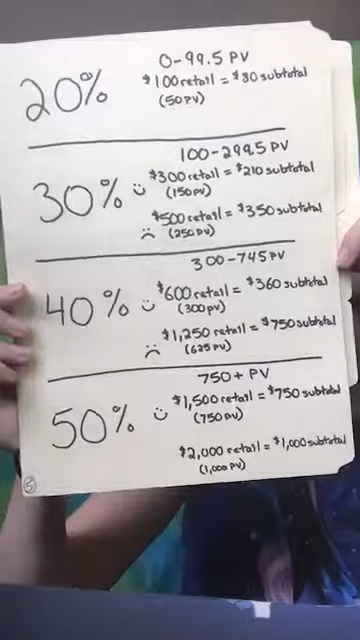 20%
0-99.5 PV
$100 retail = $80 subtotal
(50 PV)
30%
100-299.5 PV
$300 retail = $210 subtotal
(150 PV)
$500 retail = $350 subtotal
(250 PV)
40%
300-745 PV
$600 retail = $360 subtotal
(300 PV)
$1,250 retail = $750 subtotal
(625 PV)
50%
750+ PV
$1,500 retail = $750 subtotal
(750 PV)
$2,000 retail = $1,000 subtotal
(1,000 PV)
5